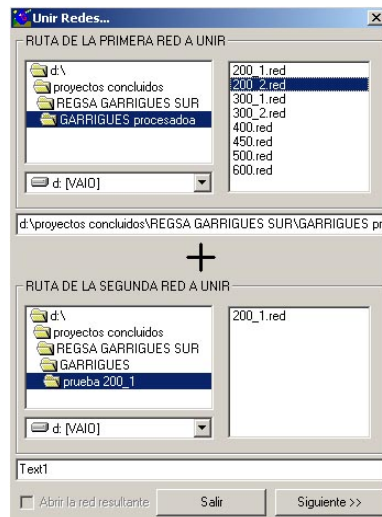 Unir Redes...
RUTA DE LA PRIMERA RED A UNIR
d:\
proyectos concluidos
REGSA GARRIGUES SUR
GARRIGUES procesadoa
200_1.red
200_2.red
300_1.red
300_2.red
400.red
450.red
500.red
600.red
d: [VAIO]
d:\proyectos concluidos\REGSA GARRIGUES SUR\GARRIGUES pr
+
RUTA DE LA SEGUNDA RED A UNIR
d:\
proyectos concluidos
REGSA GARRIGUES SUR
GARRIGUES
prueba 200_1
200_1.red
d: [VAIO]
Text1
Abrir la red resultante
Salir
Siguiente >>